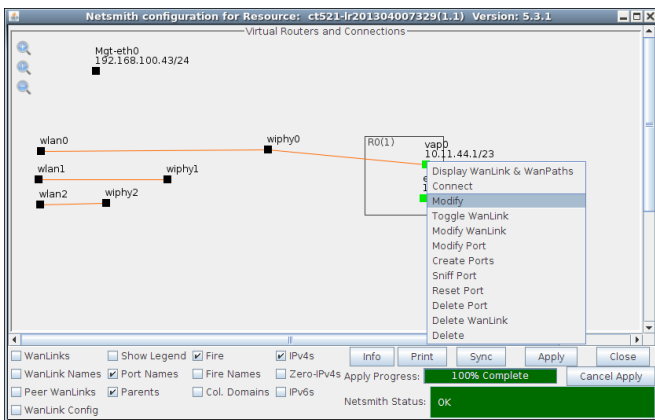 Netsmith configuration for Resource: ct521-lr201304007329(1.1) Version: 5.3.1
Virtual Routers and Connections
Mgt-eth0
192.168.100.43/24
wlan0
wiphy0
R0(1)
vap0
10.11.44.1/23
wlan1
wiphy1
wlan2
wiphy2
e
1
Display WanLink & WanPaths
Connect
Modify
Toggle WanLink
Modify WanLink
Modify Port
Create Ports
Sniff Port
Reset Port
Delete Port
Delete WanLink
Delete
WanLinks Show Legend Fire IPv4s Info Print Sync Apply Close
WanLink Names Port Names Fire Names Zero-IPv4s Apply Progress: 100% Complete Cancel Apply
Peer WanLinks Parents Col. Domains IPv6s
WanLink Config Netsmith Status: OK